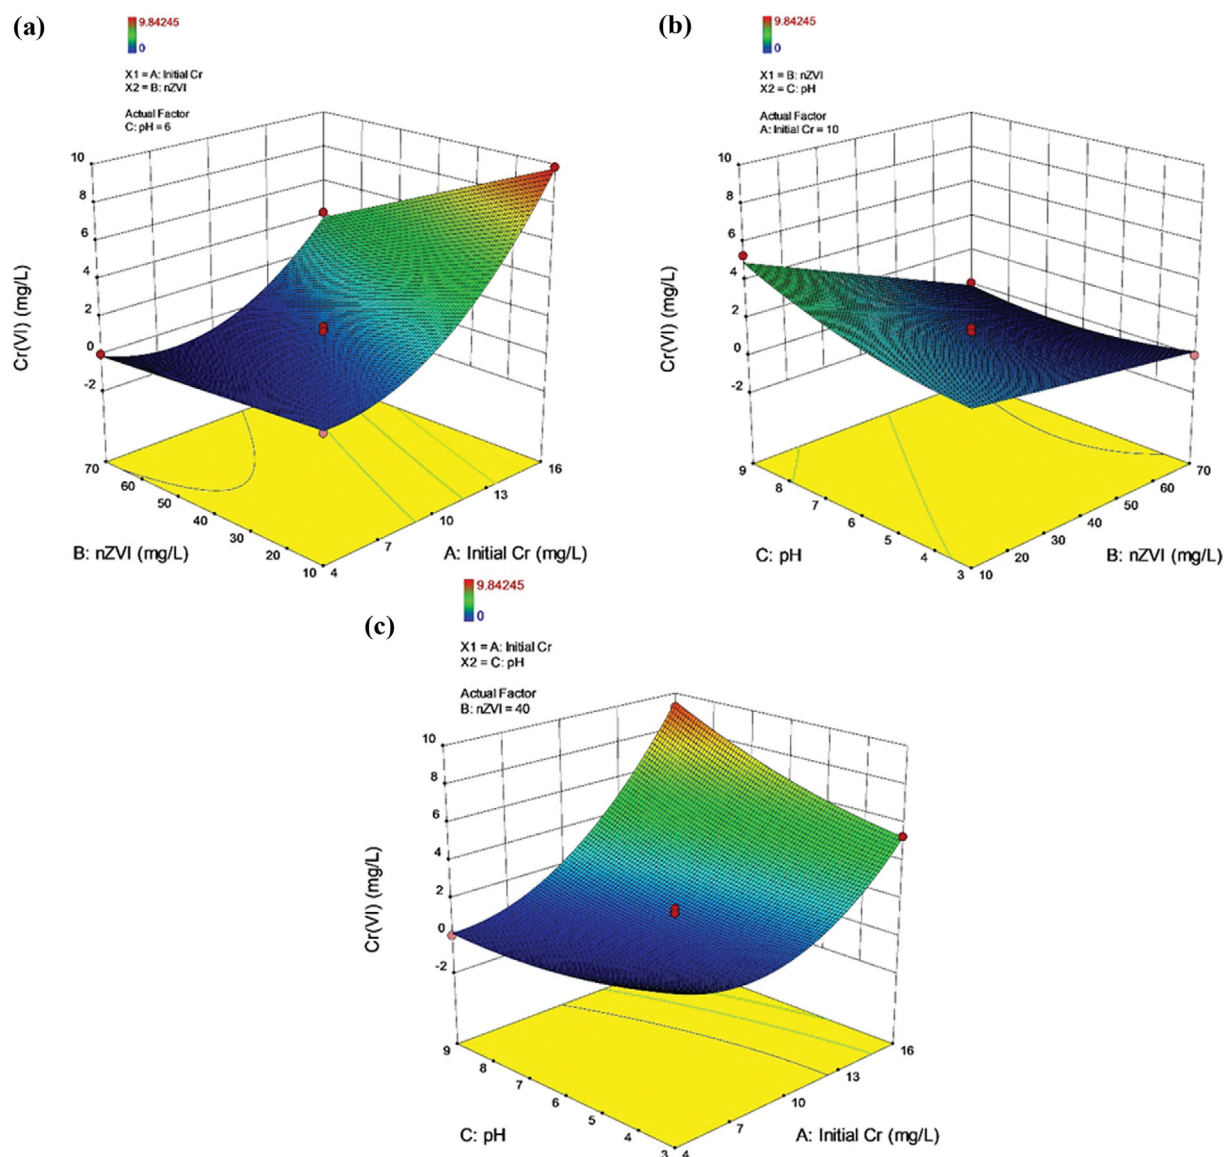 (a)
9.84245
0
X1 = A: Initial Cr
X2 = B: nZVI
Actual Factor
C: pH = 6
10
8
6
4
2
0
-2
Cr(VI) (mg/L)
70
60
50
40
30
20
10
B: nZVI (mg/L)
4
7
10
13
16
A: Initial Cr (mg/L)
(b)
9.84245
0
X1 = B: nZVI
X2 = C: pH
Actual Factor
A: Initial Cr = 10
10
8
6
4
2
0
-2
Cr(VI) (mg/L)
9
8
7
6
5
4
3
C: pH
10
20
30
40
50
60
70
B: nZVI (mg/L)
(c)
9.84245
0
X1 = A: Initial Cr
X2 = C: pH
Actual Factor
B: nZVI = 40
10
8
6
4
2
0
-2
Cr(VI) (mg/L)
9
8
7
6
5
4
3
C: pH
4
7
10
13
16
A: Initial Cr (mg/L)